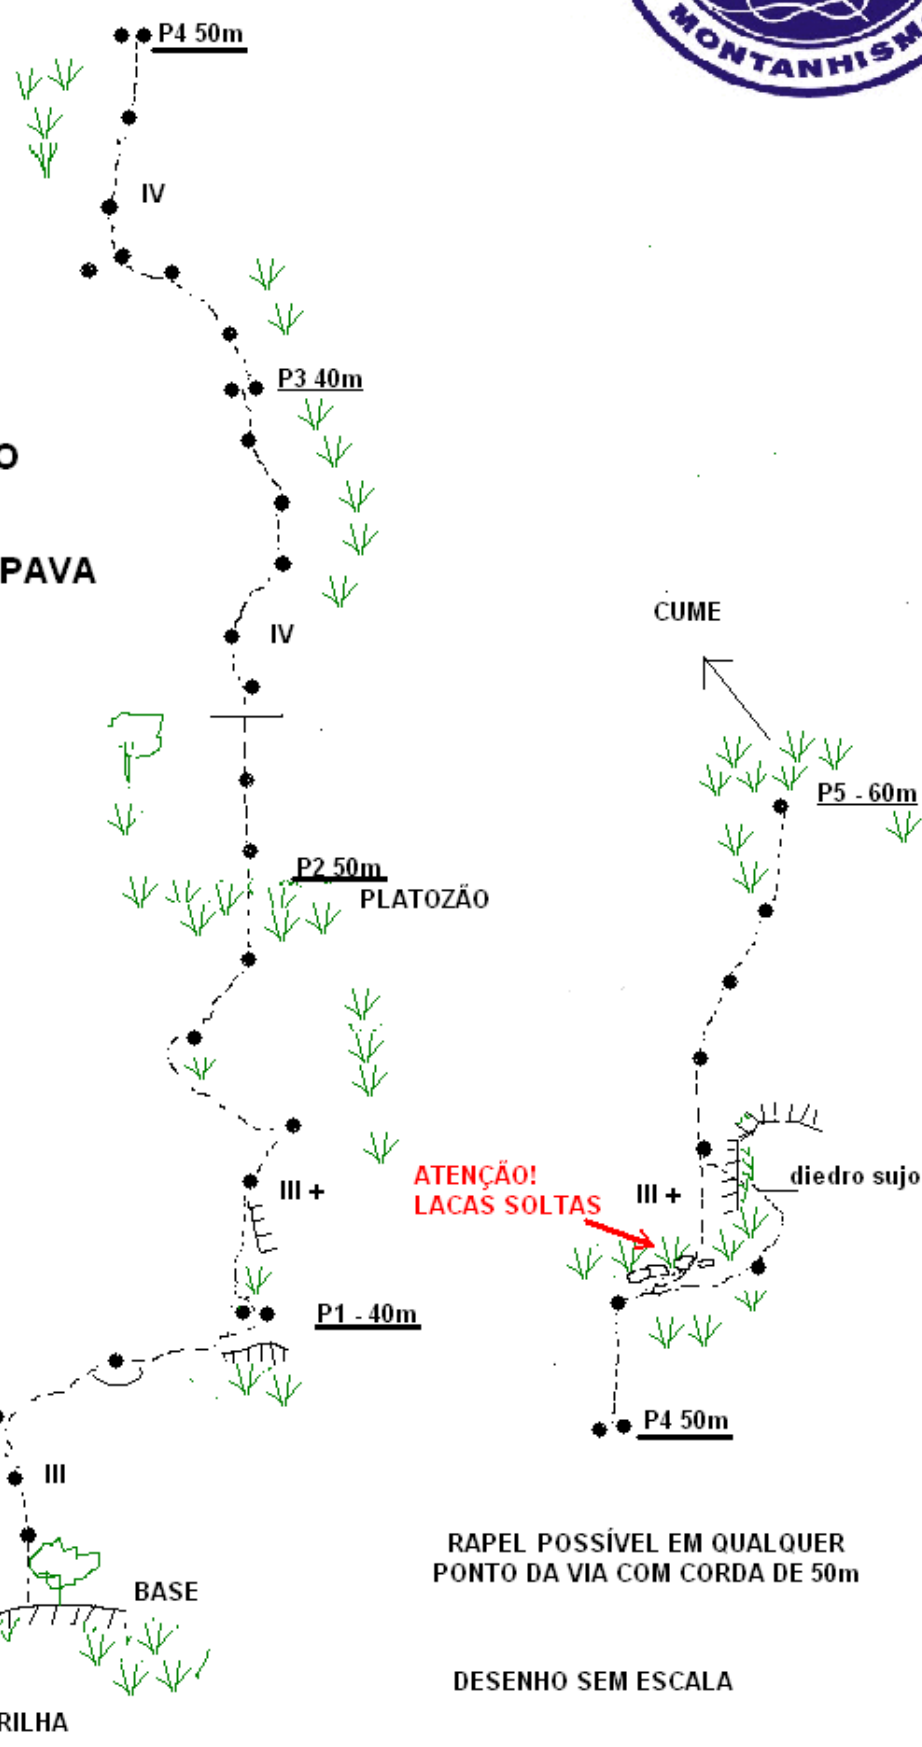 MONTANHISM
P4 50m
IV
P3 40m
O
PAVA
IV
CUME
P5 - 60m
P2 50m
PLATOZÃO
ATENÇÃO!
LACAS SOLTAS
III +
III +
diedro sujo
P1 - 40m
P4 50m
III
BASE
RAPEL POSSÍVEL EM QUALQUER
PONTO DA VIA COM CORDA DE 50m
DESENHO SEM ESCALA
RILHA